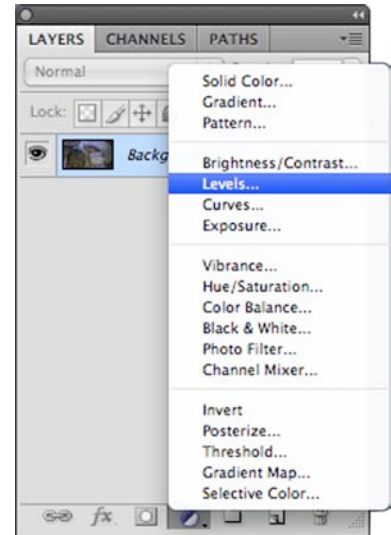 LAYERS CHANNELS PATHS
Normal
Lock:
Backg
Solid Color...
Gradient...
Pattern...
Brightness/Contrast...
Levels...
Curves...
Exposure...
Vibrance...
Hue/Saturation...
Color Balance...
Black & White...
Photo Filter...
Channel Mixer...
Invert
Posterize...
Threshold...
Gradient Map...
Selective Color...
fx